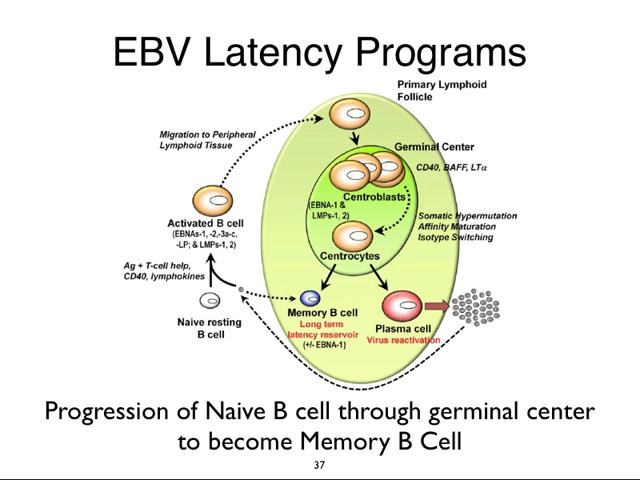 EBV Latency Programs
Primary Lymphoid
Follicle
Migration to Peripheral
Lymphoid Tissue
Germinal Center
CD40, BAFF, LTα
Centroblasts
(EBNA-1 &
LMPs-1, 2)
Activated B cell
(EBNAs-1, -2,-3a-c,
-LP; & LMPs-1, 2)
Somatic Hypermutation
Affinity Maturation
Isotype Switching
Centrocytes
Ag + T-cell help,
CD40, lymphokines
Naive resting
B cell
Memory B cell
Long term
latency reservoir
(+/- EBNA-1)
Plasma cell
Virus reactivation
Progression of Naive B cell through germinal center
to become Memory B Cell
37